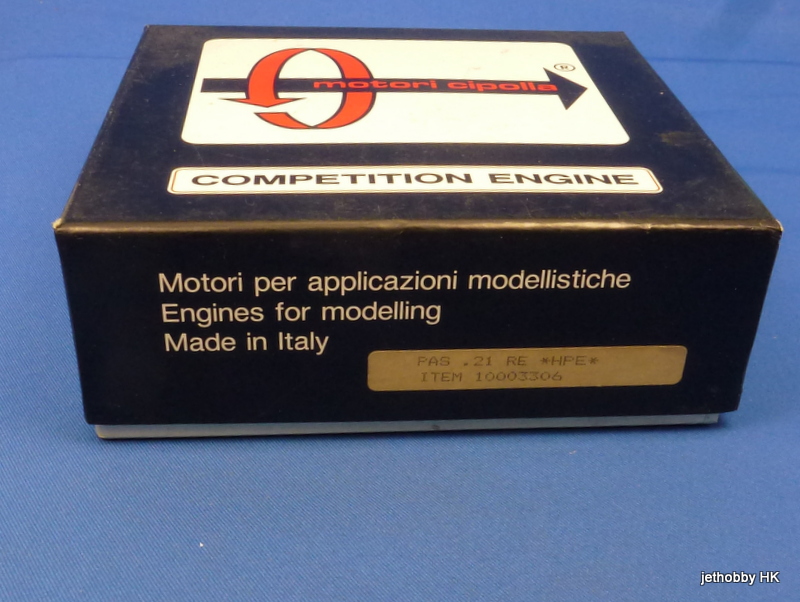 motori cipolla
®
COMPETITION ENGINE
Motori per applicazioni modellistiche
Engines for modelling
Made in Italy
PAS .21 RE *HPE*
ITEM 10003306
jethobby HK